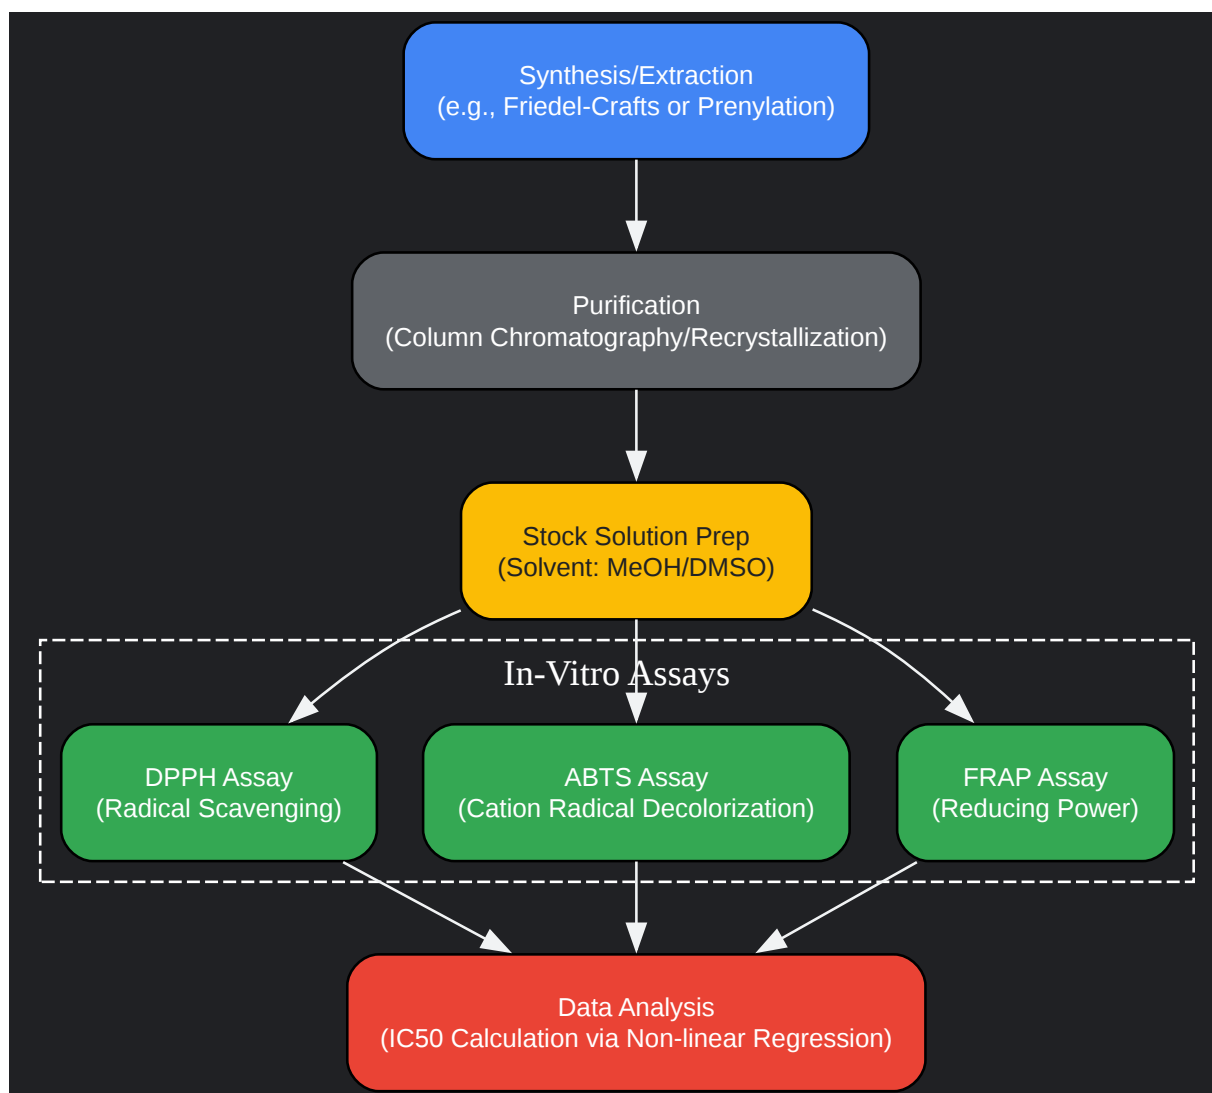 Synthesis/Extraction
(e.g., Friedel-Crafts or Prenylation)
Purification
(Column Chromatography/Recrystallization)
Stock Solution Prep
(Solvent: MeOH/DMSO)
In-Vitro Assays
DPPH Assay
(Radical Scavenging)
ABTS Assay
(Cation Radical Decolorization)
FRAP Assay
(Reducing Power)
Data Analysis
(IC50 Calculation via Non-linear Regression)